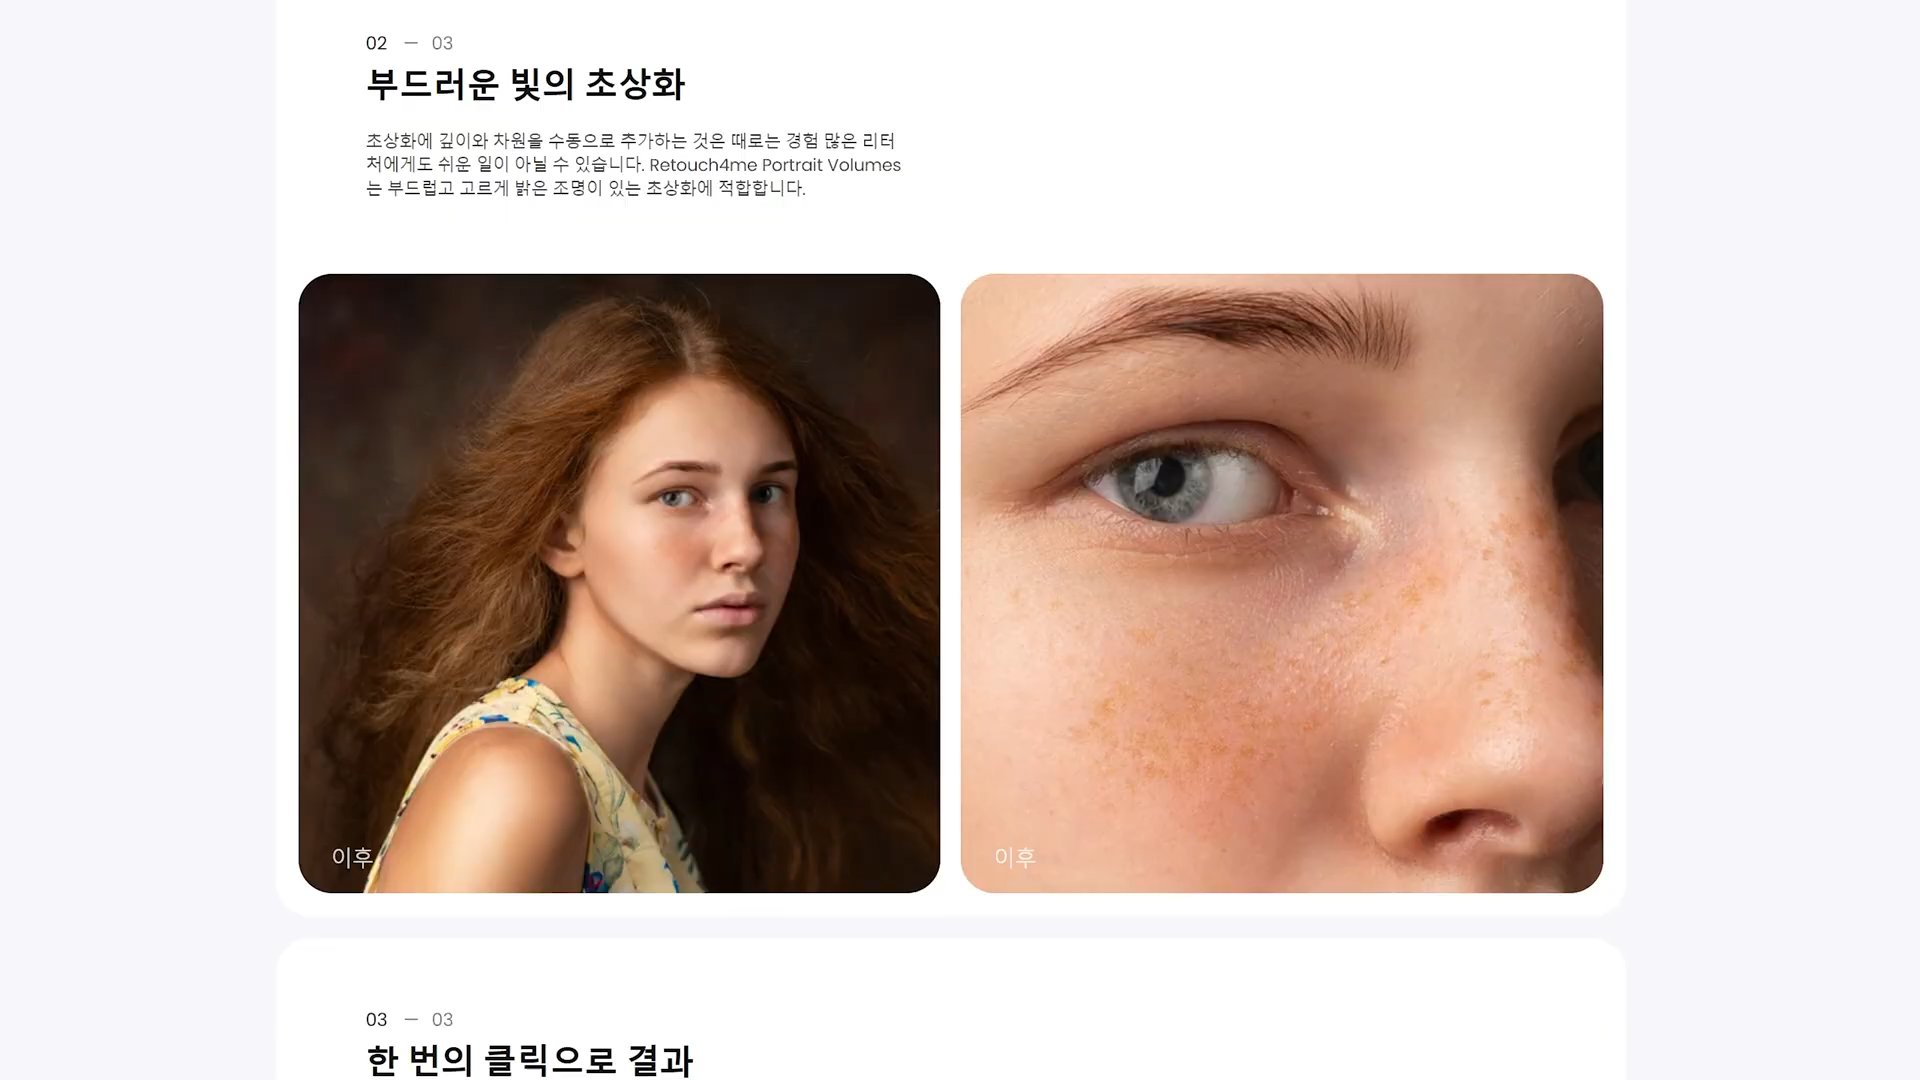 02 — 03
부드러운 빛의 초상화
초상화에 깊이와 차원을 수동으로 추가하는 것은 때로는 경험 많은 리터
처에게도 쉬운 일이 아닐 수 있습니다. Retouch4me Portrait Volumes
는 부드럽고 고르게 밝은 조명이 있는 초상화에 적합합니다.
이후
이후
03 — 03
한 번의 클릭으로 결과